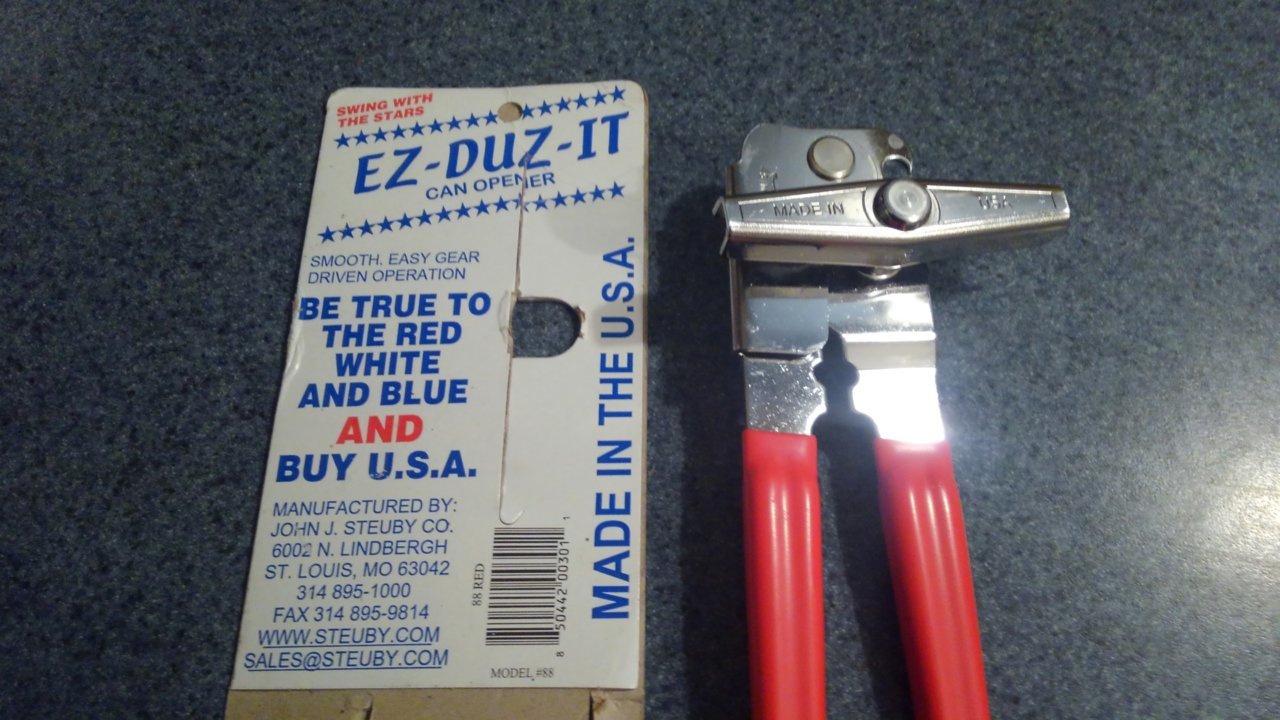 SWING WITH
THE STARS
EZ-DUZ-IT
CAN OPENER
SMOOTH, EASY GEAR
DRIVEN OPERATION
BE TRUE TO
THE RED
WHITE
AND BLUE
AND
BUY U.S.A.
MANUFACTURED BY:
JOHN J. STEUBY CO.
6002 N. LINDBERGH
ST. LOUIS, MO 63042
314 895-1000
FAX 314 895-9814
WWW.STEUBY.COM
SALES@STEUBY.COM
MADE IN THE U.S.A.
88 RED
8 50442 00301 1
MODEL #88
MADE IN USA